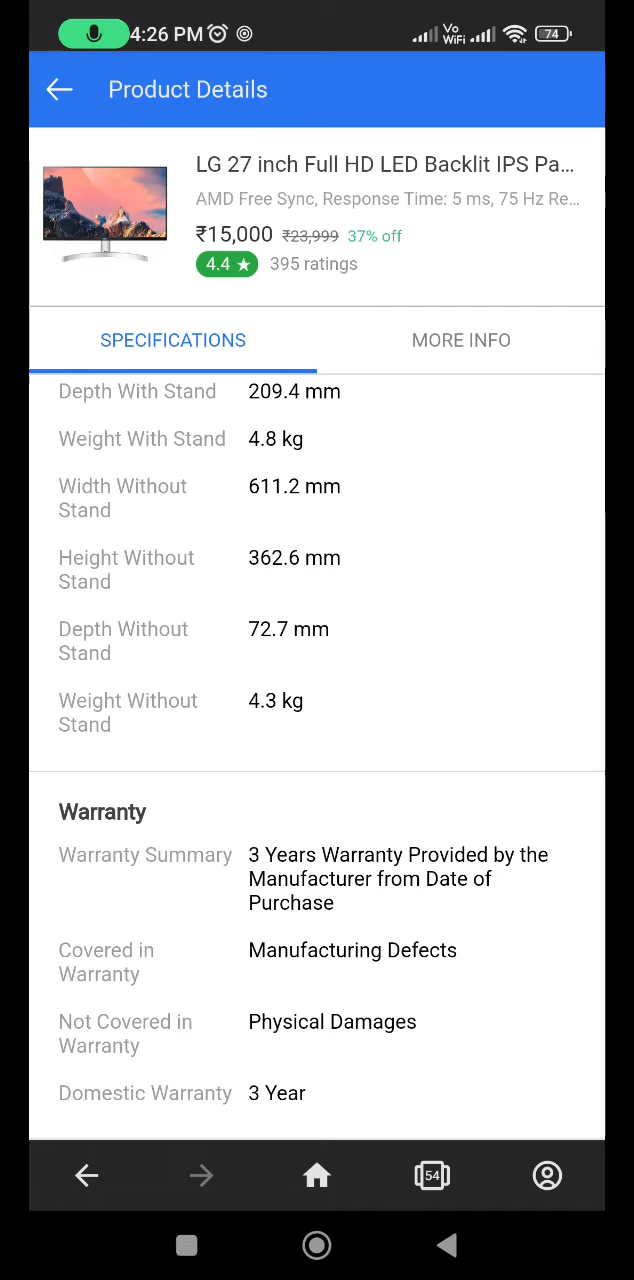 4:26 PM Vo WiFi 74
Product Details
LG 27 inch Full HD LED Backlit IPS Pa...
AMD Free Sync, Response Time: 5 ms, 75 Hz Re...
₹15,000 ₹23,999 37% off
4.4 ★ 395 ratings
SPECIFICATIONS MORE INFO
Depth With Stand 209.4 mm
Weight With Stand 4.8 kg
Width Without 611.2 mm
Stand
Height Without 362.6 mm
Stand
Depth Without 72.7 mm
Stand
Weight Without 4.3 kg
Stand
Warranty
Warranty Summary 3 Years Warranty Provided by the
Manufacturer from Date of
Purchase
Covered in Manufacturing Defects
Warranty
Not Covered in Physical Damages
Warranty
Domestic Warranty 3 Year
54